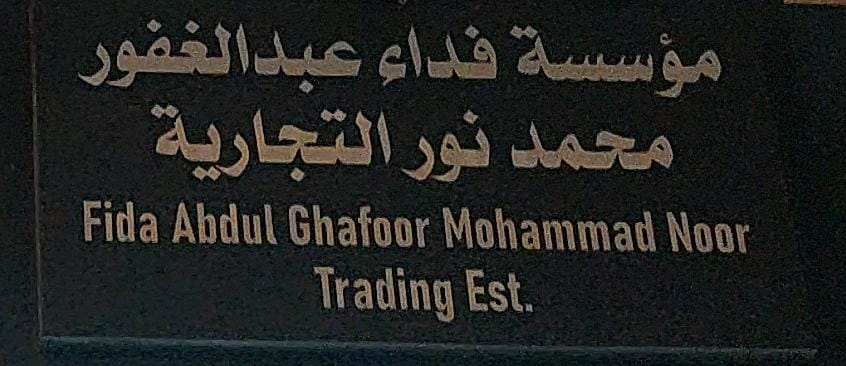 مؤسسة فداء عبدالغفور
محمد نور التجارية
Fida Abdul Ghafoor Mohammad Noor
Trading Est.